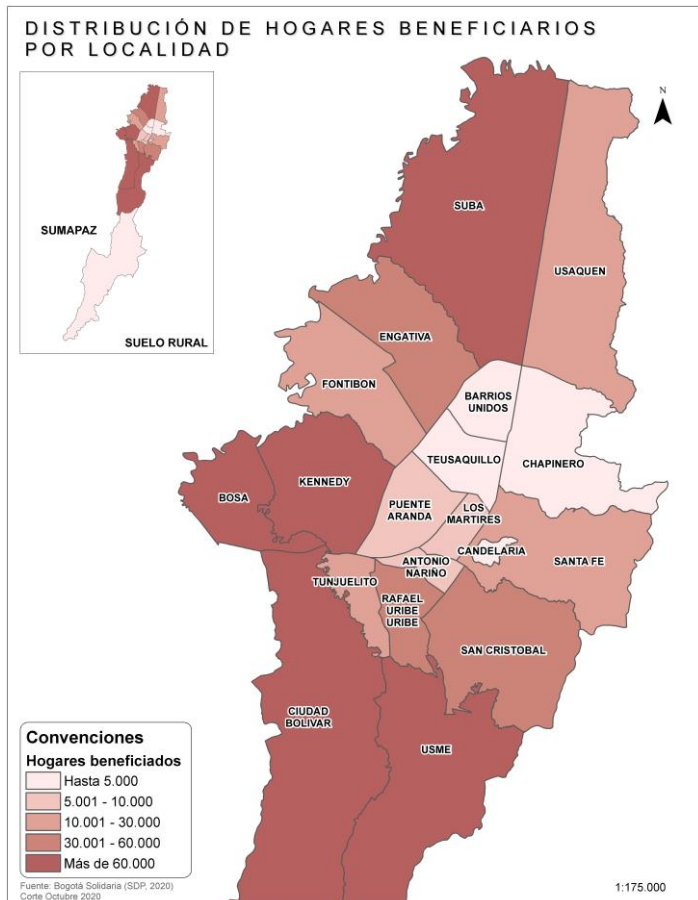 DISTRIBUCIÓN DE HOGARES BENEFICIARIOS
POR LOCALIDAD
SUMAPAZ
SUELO RURAL
N
SUBA
USAQUEN
ENGATIVA
FONTIBON
BARRIOS
UNIDOS
TEUSAQUILLO
CHAPINERO
BOSA
KENNEDY
PUENTE
ARANDA
LOS
MARTIRES
CANDELARIA
SANTA FE
ANTONIO
NARIÑO
TUNJUELITO
RAFAEL
URIBE
URIBE
SAN CRISTOBAL
CIUDAD
BOLIVAR
USME
Convenciones
Hogares beneficiados
Hasta 5.000
5.001 - 10.000
10.001 - 30.000
30.001 - 60.000
Más de 60.000
Fuente: Bogotá Solidaria (SDP, 2020)
Corte Octubre 2020
1:175.000